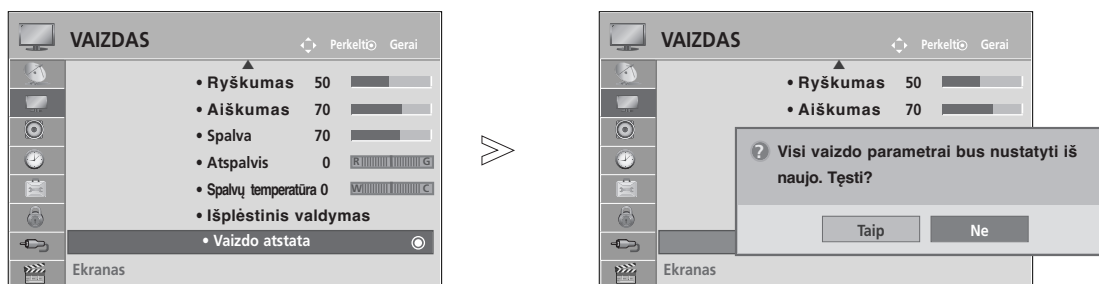 VAIZDAS
Perkelti Gerai
• Ryškumas 50
• Aiškumas 70
• Spalva 70
• Atspalvis 0 R G
• Spalvų temperatūra 0 W C
• Išplėstinis valdymas
• Vaizdo atstata
Ekranas
VAIZDAS
Perkelti Gerai
• Ryškumas 50
• Aiškumas 70
? Visi vaizdo parametrai bus nustatyti iš
naujo. Tęsti?
Taip Ne
Ekranas